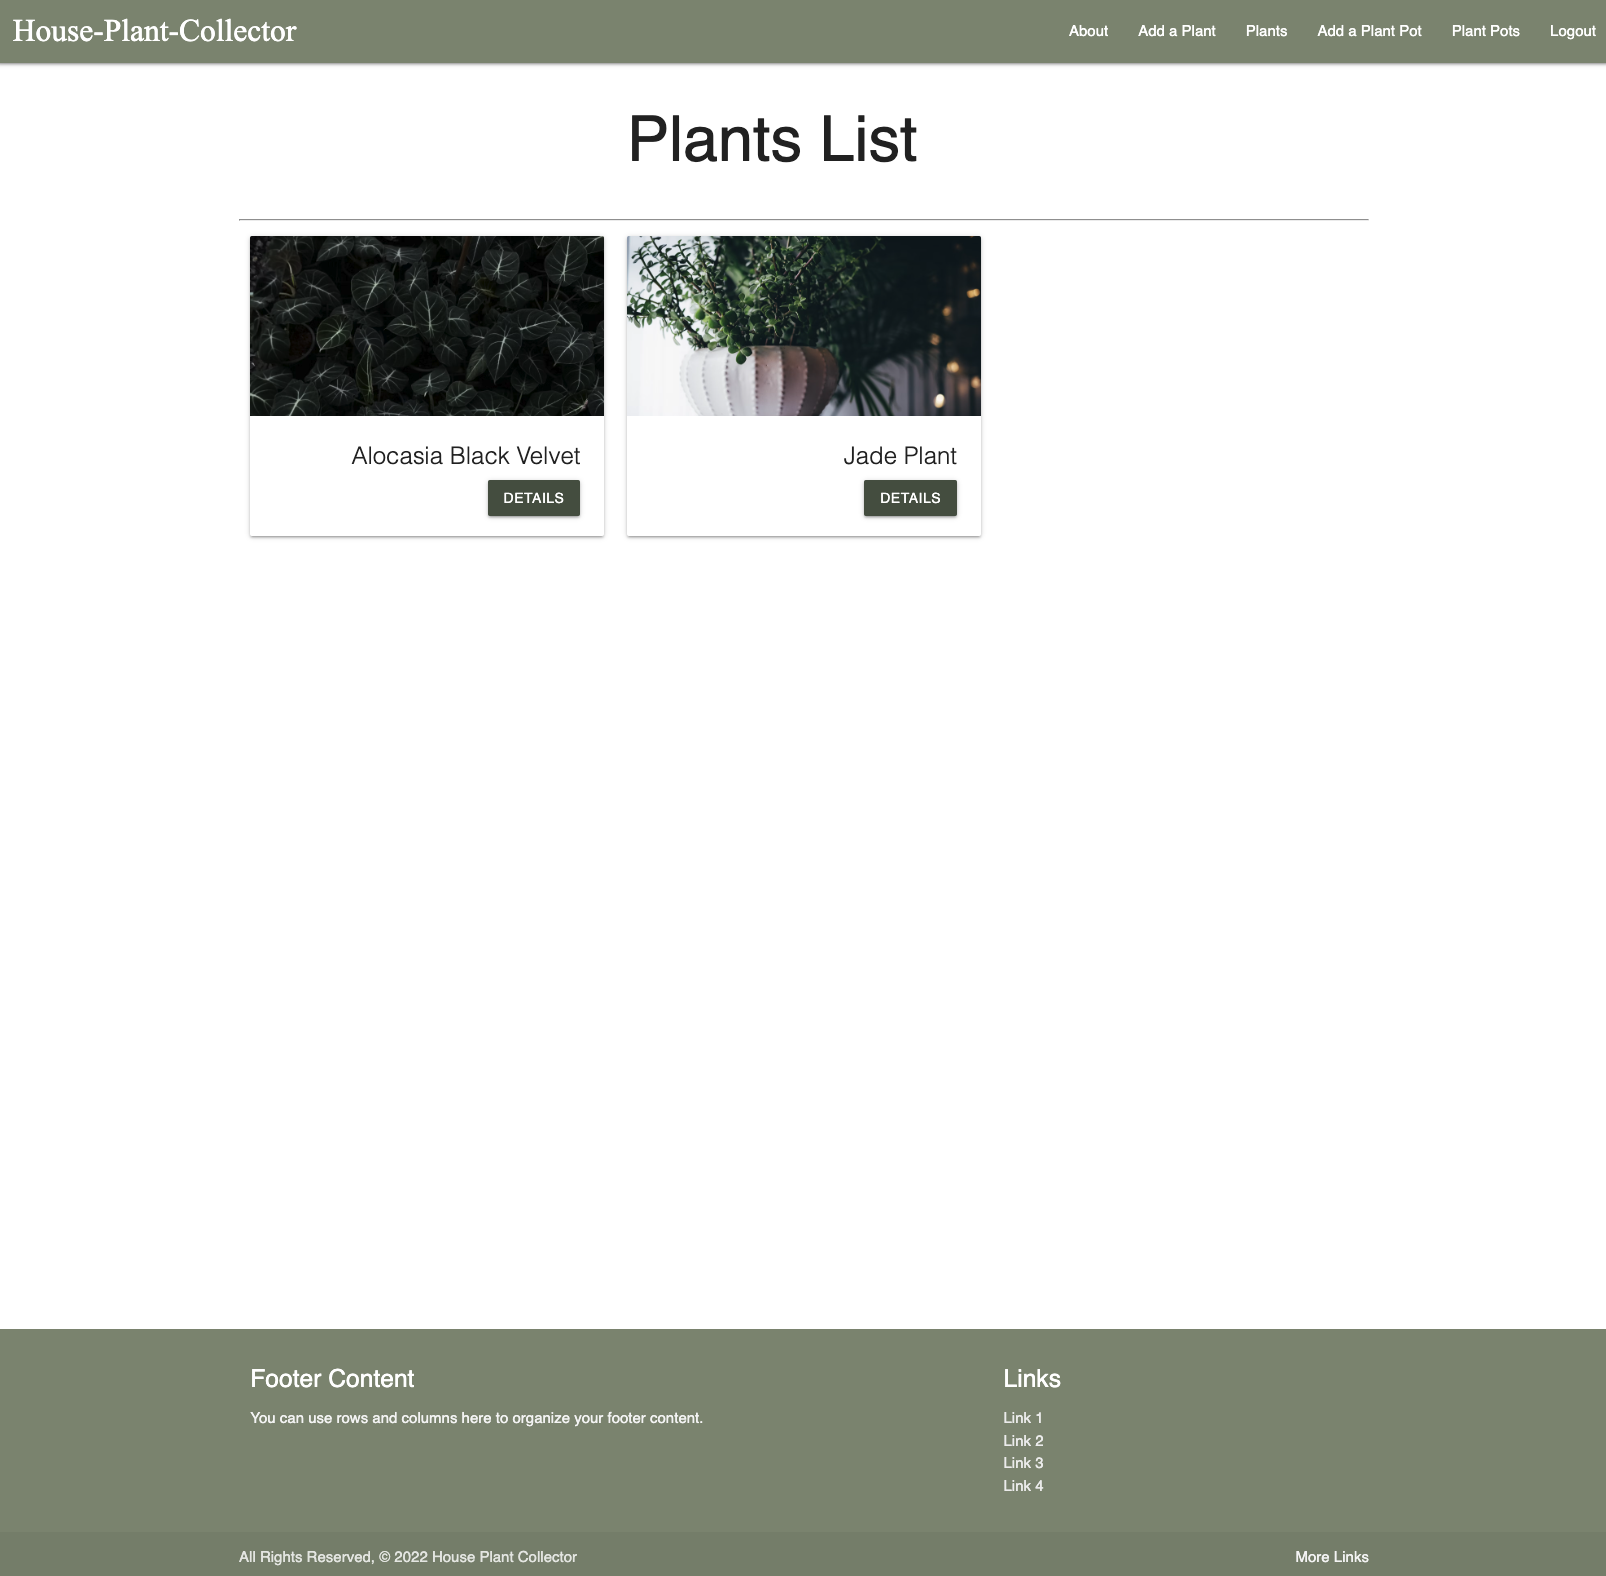 House-Plant-Collector
About Add a Plant Plants Add a Plant Pot Plant Pots Logout
Plants List
Alocasia Black Velvet
DETAILS
Jade Plant
DETAILS
Footer Content
You can use rows and columns here to organize your footer content.
Links
Link 1
Link 2
Link 3
Link 4
All Rights Reserved, © 2022 House Plant Collector
More Links